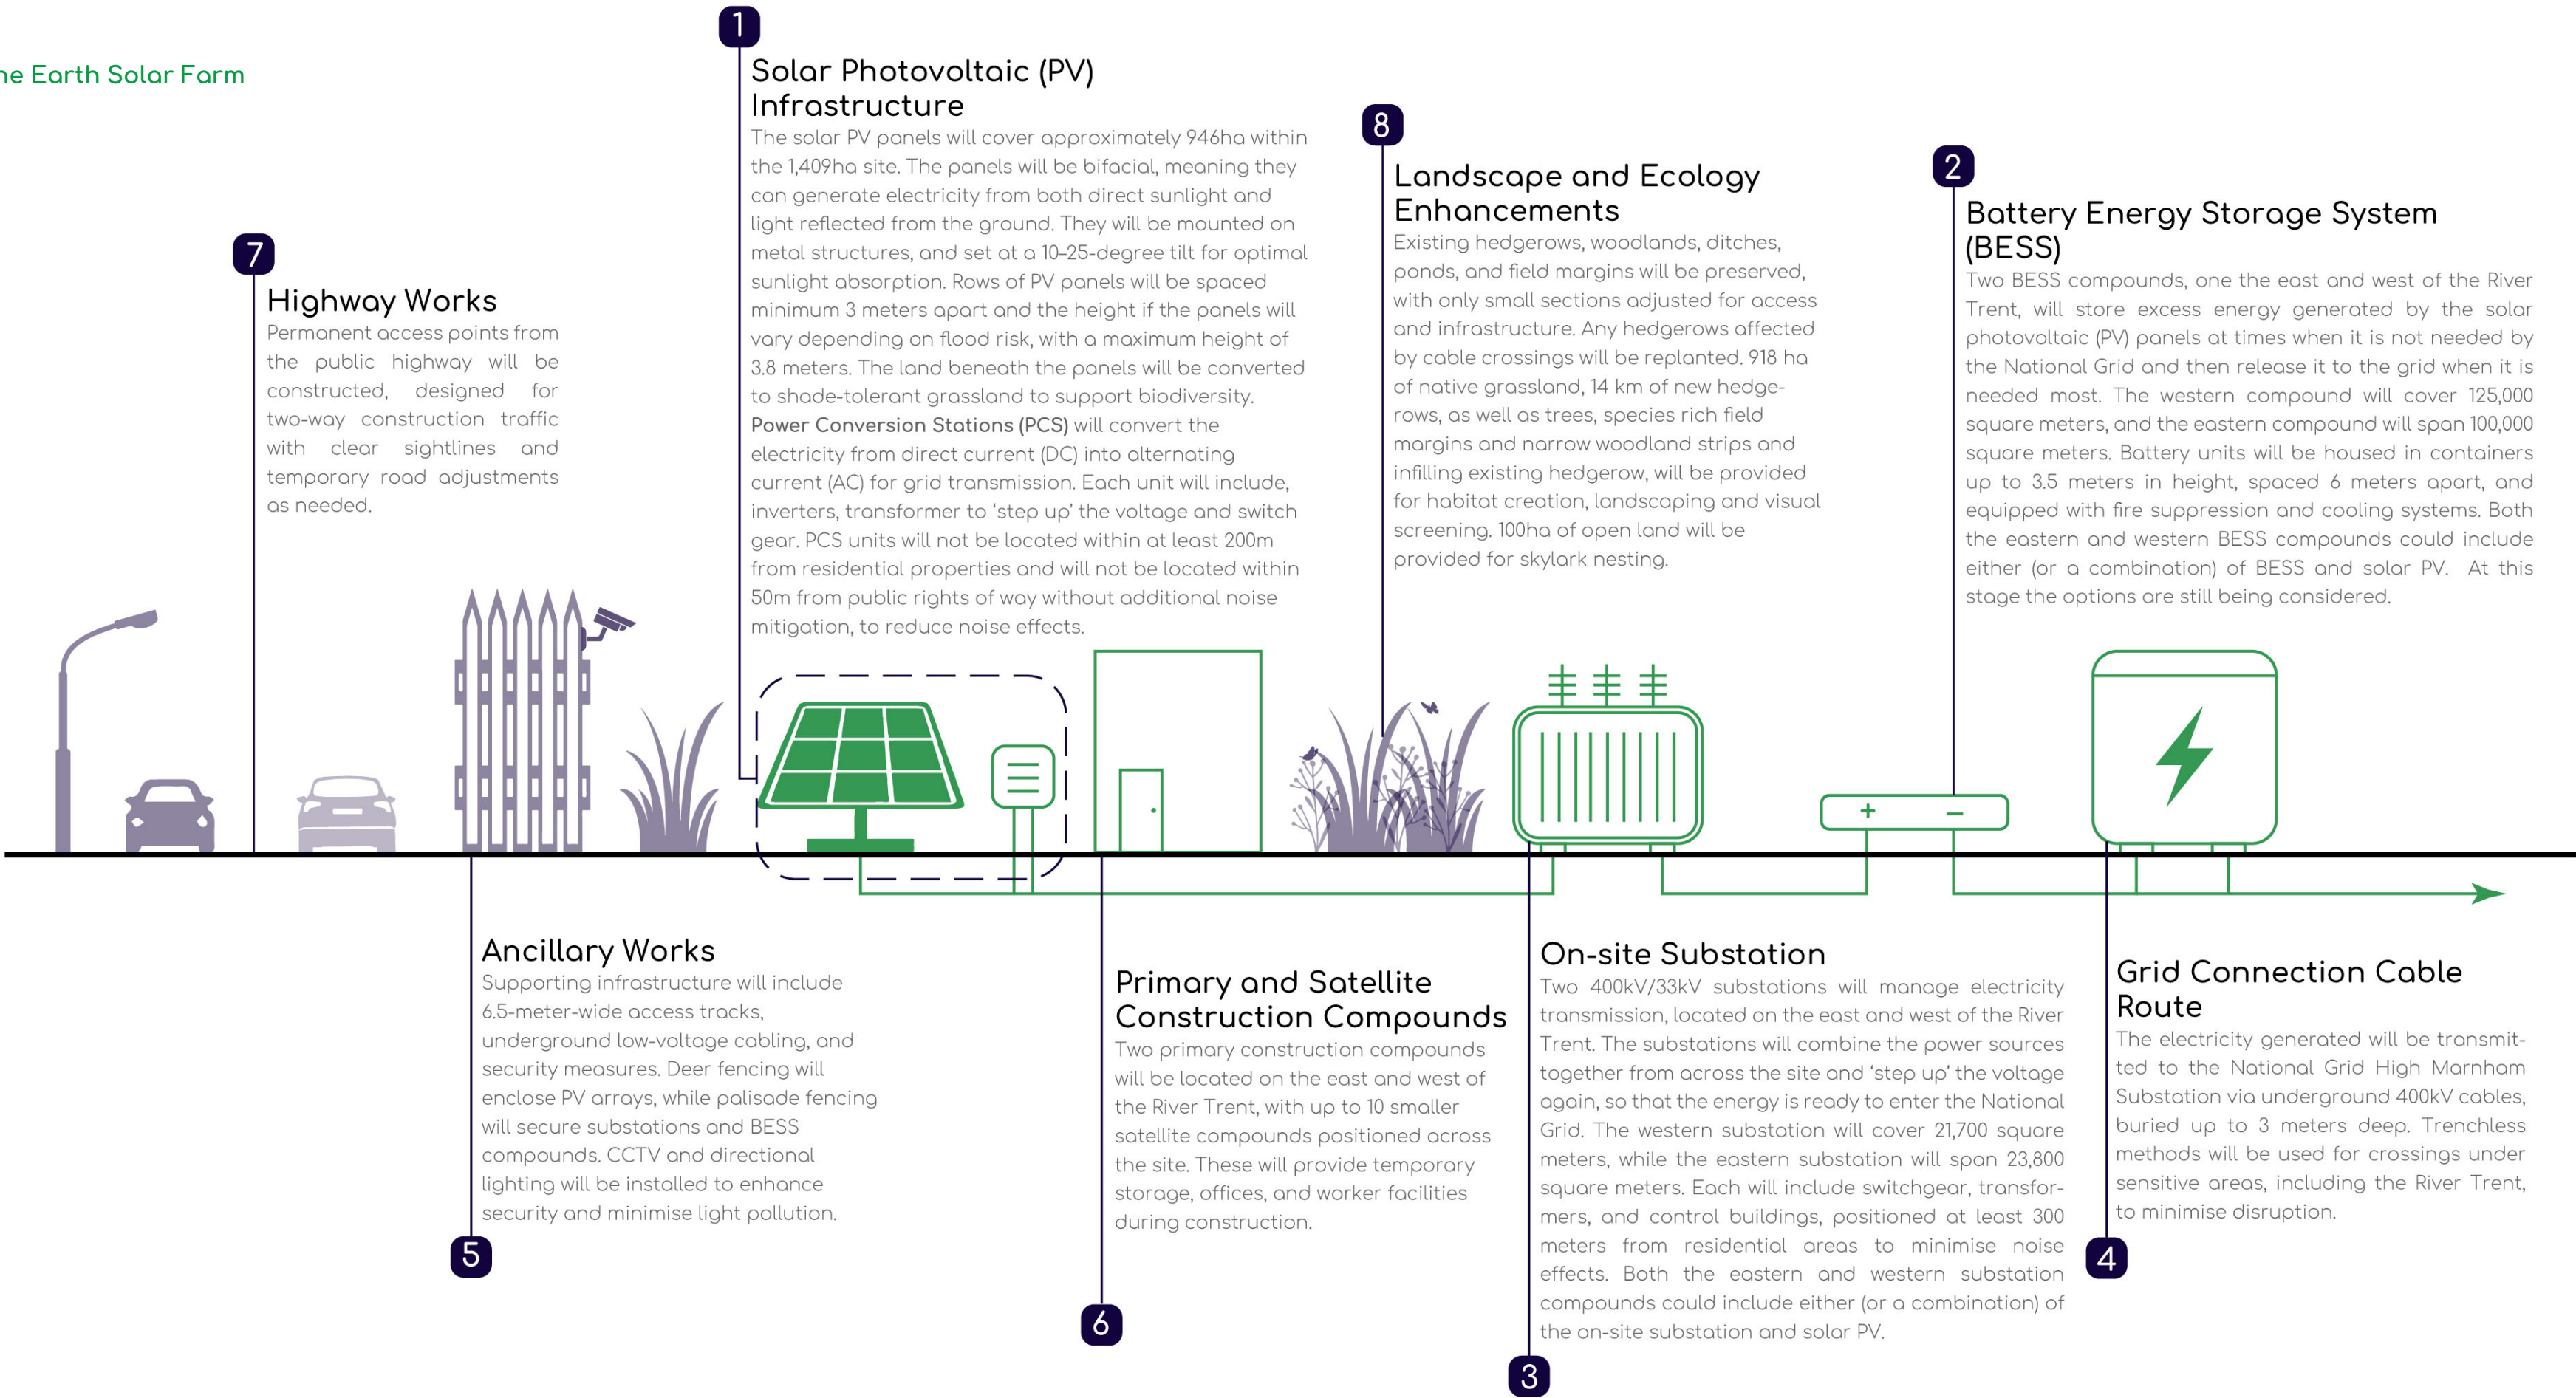 he Earth Solar Farm
1
Solar Photovoltaic (PV)
Infrastructure
The solar PV panels will cover approximately 946ha within
the 1,409ha site. The panels will be bifacial, meaning they
can generate electricity from both direct sunlight and
light reflected from the ground. They will be mounted on
metal structures, and set at a 10–25-degree tilt for optimal
sunlight absorption. Rows of PV panels will be spaced
minimum 3 meters apart and the height if the panels will
vary depending on flood risk, with a maximum height of
3.8 meters. The land beneath the panels will be converted
to shade-tolerant grassland to support biodiversity.
Power Conversion Stations (PCS) will convert the
electricity from direct current (DC) into alternating
current (AC) for grid transmission. Each unit will include,
inverters, transformer to ‘step up’ the voltage and switch
gear. PCS units will not be located within at least 200m
from residential properties and will not be located within
50m from public rights of way without additional noise
mitigation, to reduce noise effects.
8
Landscape and Ecology
Enhancements
Existing hedgerows, woodlands, ditches,
ponds, and field margins will be preserved,
with only small sections adjusted for access
and infrastructure. Any hedgerows affected
by cable crossings will be replanted. 918 ha
of native grassland, 14 km of new hedge-
rows, as well as trees, species rich field
margins and narrow woodland strips and
infilling existing hedgerow, will be provided
for habitat creation, landscaping and visual
screening. 100ha of open land will be
provided for skylark nesting.
2
Battery Energy Storage System
(BESS)
Two BESS compounds, one the east and west of the River
Trent, will store excess energy generated by the solar
photovoltaic (PV) panels at times when it is not needed by
the National Grid and then release it to the grid when it is
needed most. The western compound will cover 125,000
square meters, and the eastern compound will span 100,000
square meters. Battery units will be housed in containers
up to 3.5 meters in height, spaced 6 meters apart, and
equipped with fire suppression and cooling systems. Both
the eastern and western BESS compounds could include
either (or a combination) of BESS and solar PV. At this
stage the options are still being considered.
7
Highway Works
Permanent access points from
the public highway will be
constructed, designed for
two-way construction traffic
with clear sightlines and
temporary road adjustments
as needed.
+ −
Ancillary Works
Supporting infrastructure will include
6.5-meter-wide access tracks,
underground low-voltage cabling, and
security measures. Deer fencing will
enclose PV arrays, while palisade fencing
will secure substations and BESS
compounds. CCTV and directional
lighting will be installed to enhance
security and minimise light pollution.
5
Primary and Satellite
Construction Compounds
Two primary construction compounds
will be located on the east and west of
the River Trent, with up to 10 smaller
satellite compounds positioned across
the site. These will provide temporary
storage, offices, and worker facilities
during construction.
6
On-site Substation
Two 400kV/33kV substations will manage electricity
transmission, located on the east and west of the River
Trent. The substations will combine the power sources
together from across the site and ‘step up’ the voltage
again, so that the energy is ready to enter the National
Grid. The western substation will cover 21,700 square
meters, while the eastern substation will span 23,800
square meters. Each will include switchgear, transfor-
mers, and control buildings, positioned at least 300
meters from residential areas to minimise noise
effects. Both the eastern and western substation
compounds could include either (or a combination) of
the on-site substation and solar PV.
3
Grid Connection Cable
Route
The electricity generated will be transmit-
ted to the National Grid High Marnham
Substation via underground 400kV cables,
buried up to 3 meters deep. Trenchless
methods will be used for crossings under
sensitive areas, including the River Trent,
to minimise disruption.
4